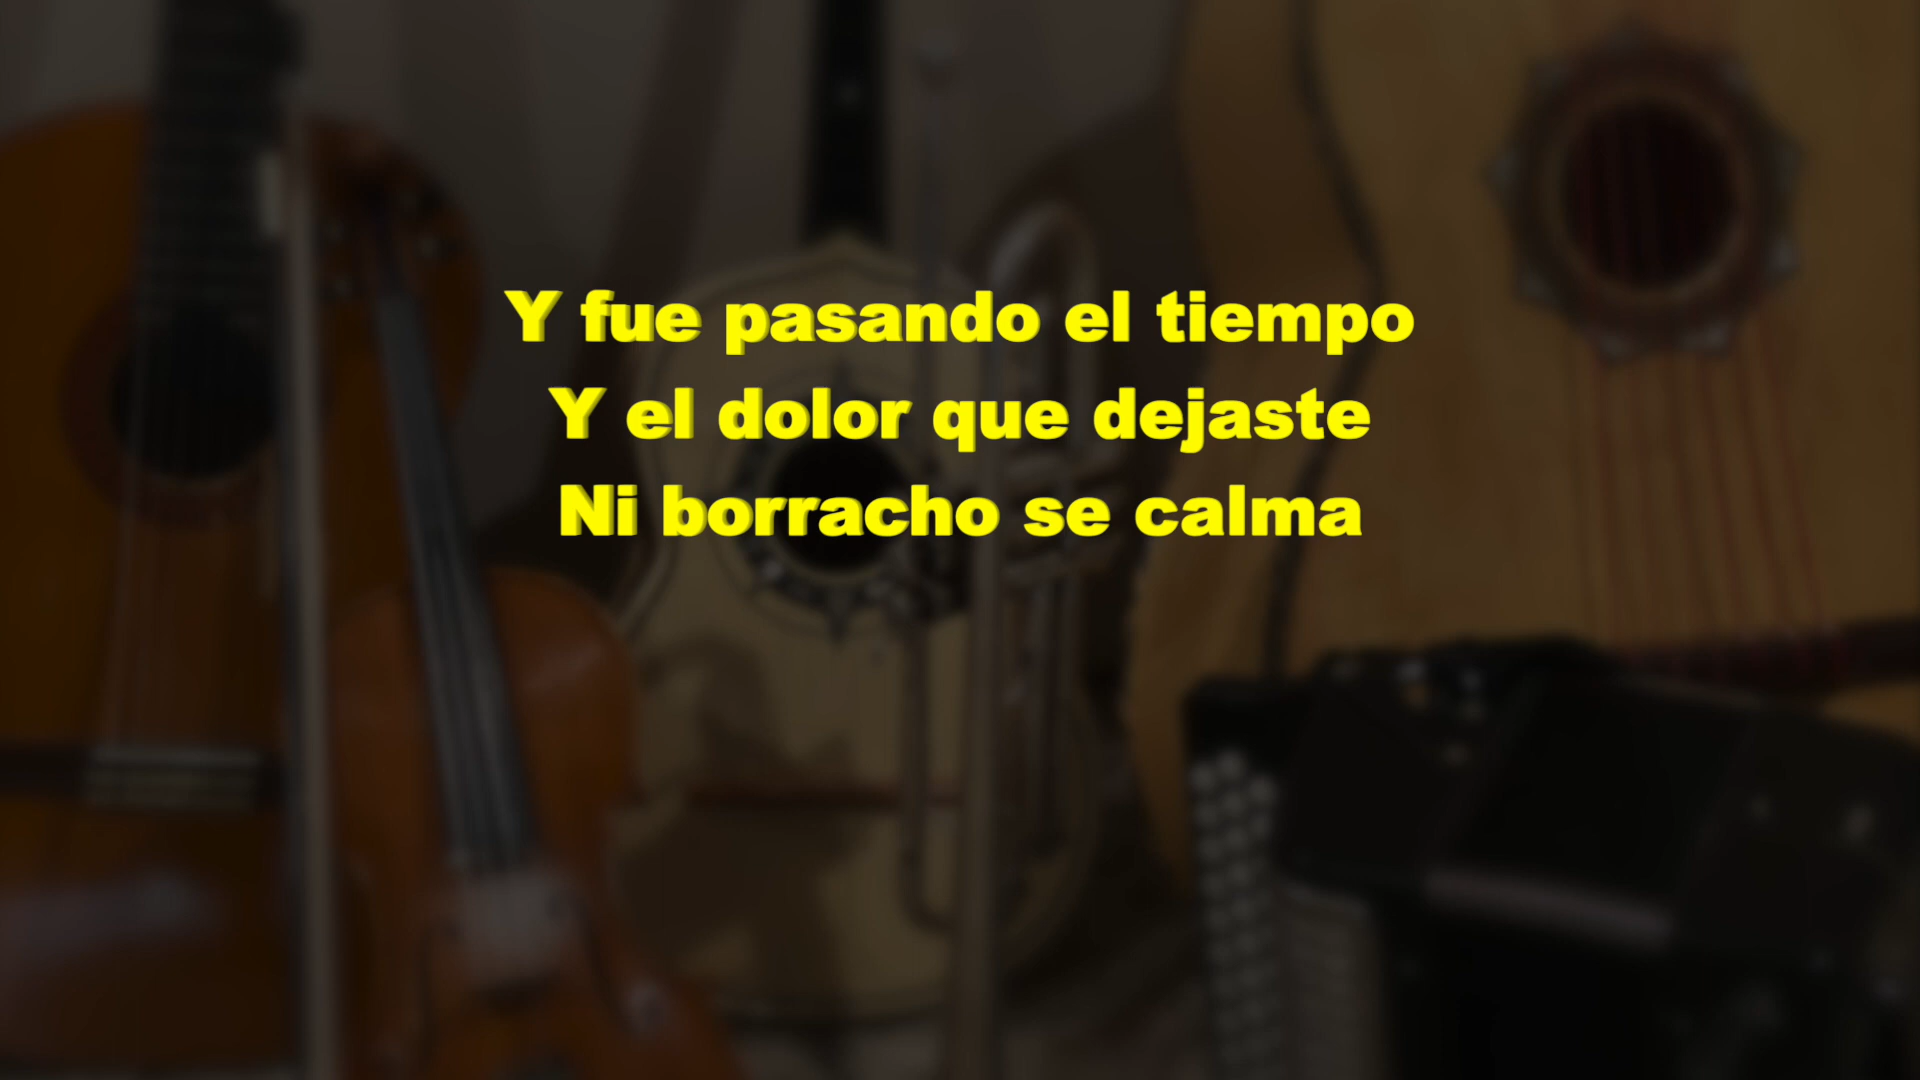 Y fue pasando el tiempo
Y el dolor que dejaste
Ni borracho se calma